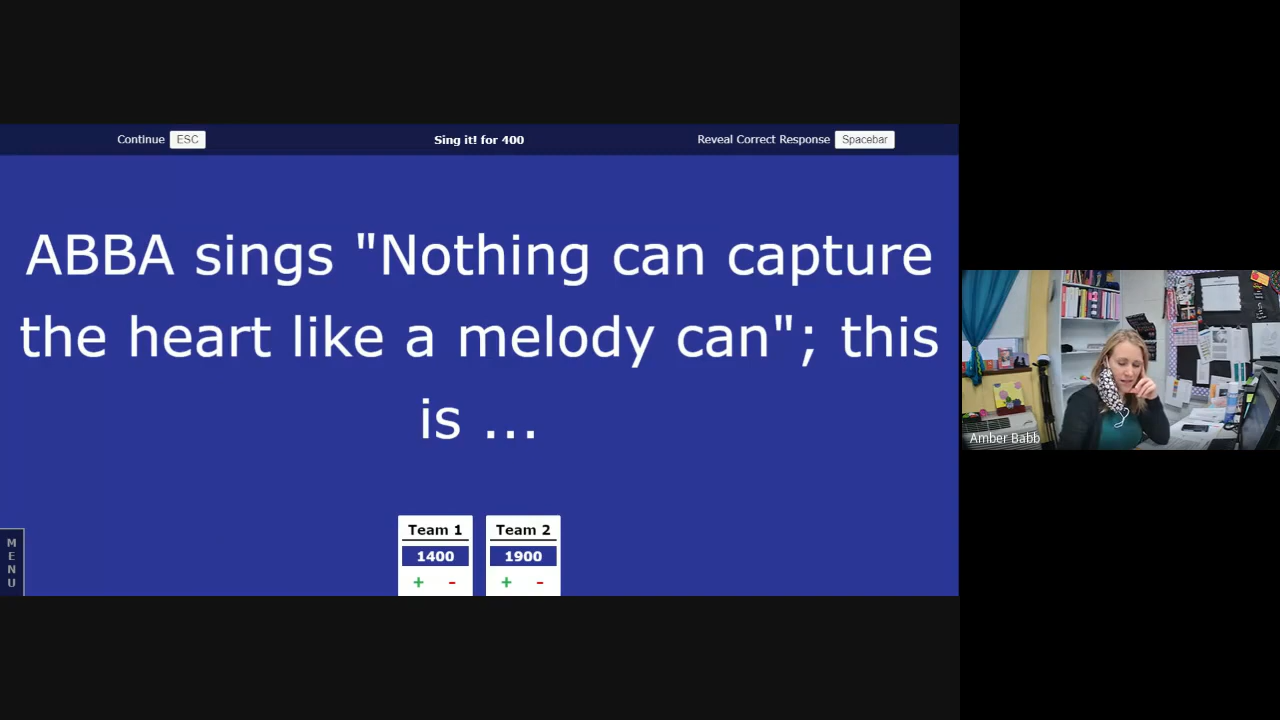 Continue ESC
Sing it! for 400
Reveal Correct Response Spacebar
ABBA sings "Nothing can capture
the heart like a melody can"; this
is ...
MENU
Team 1
1400
+ -
Team 2
1900
+ -
Amber Babb